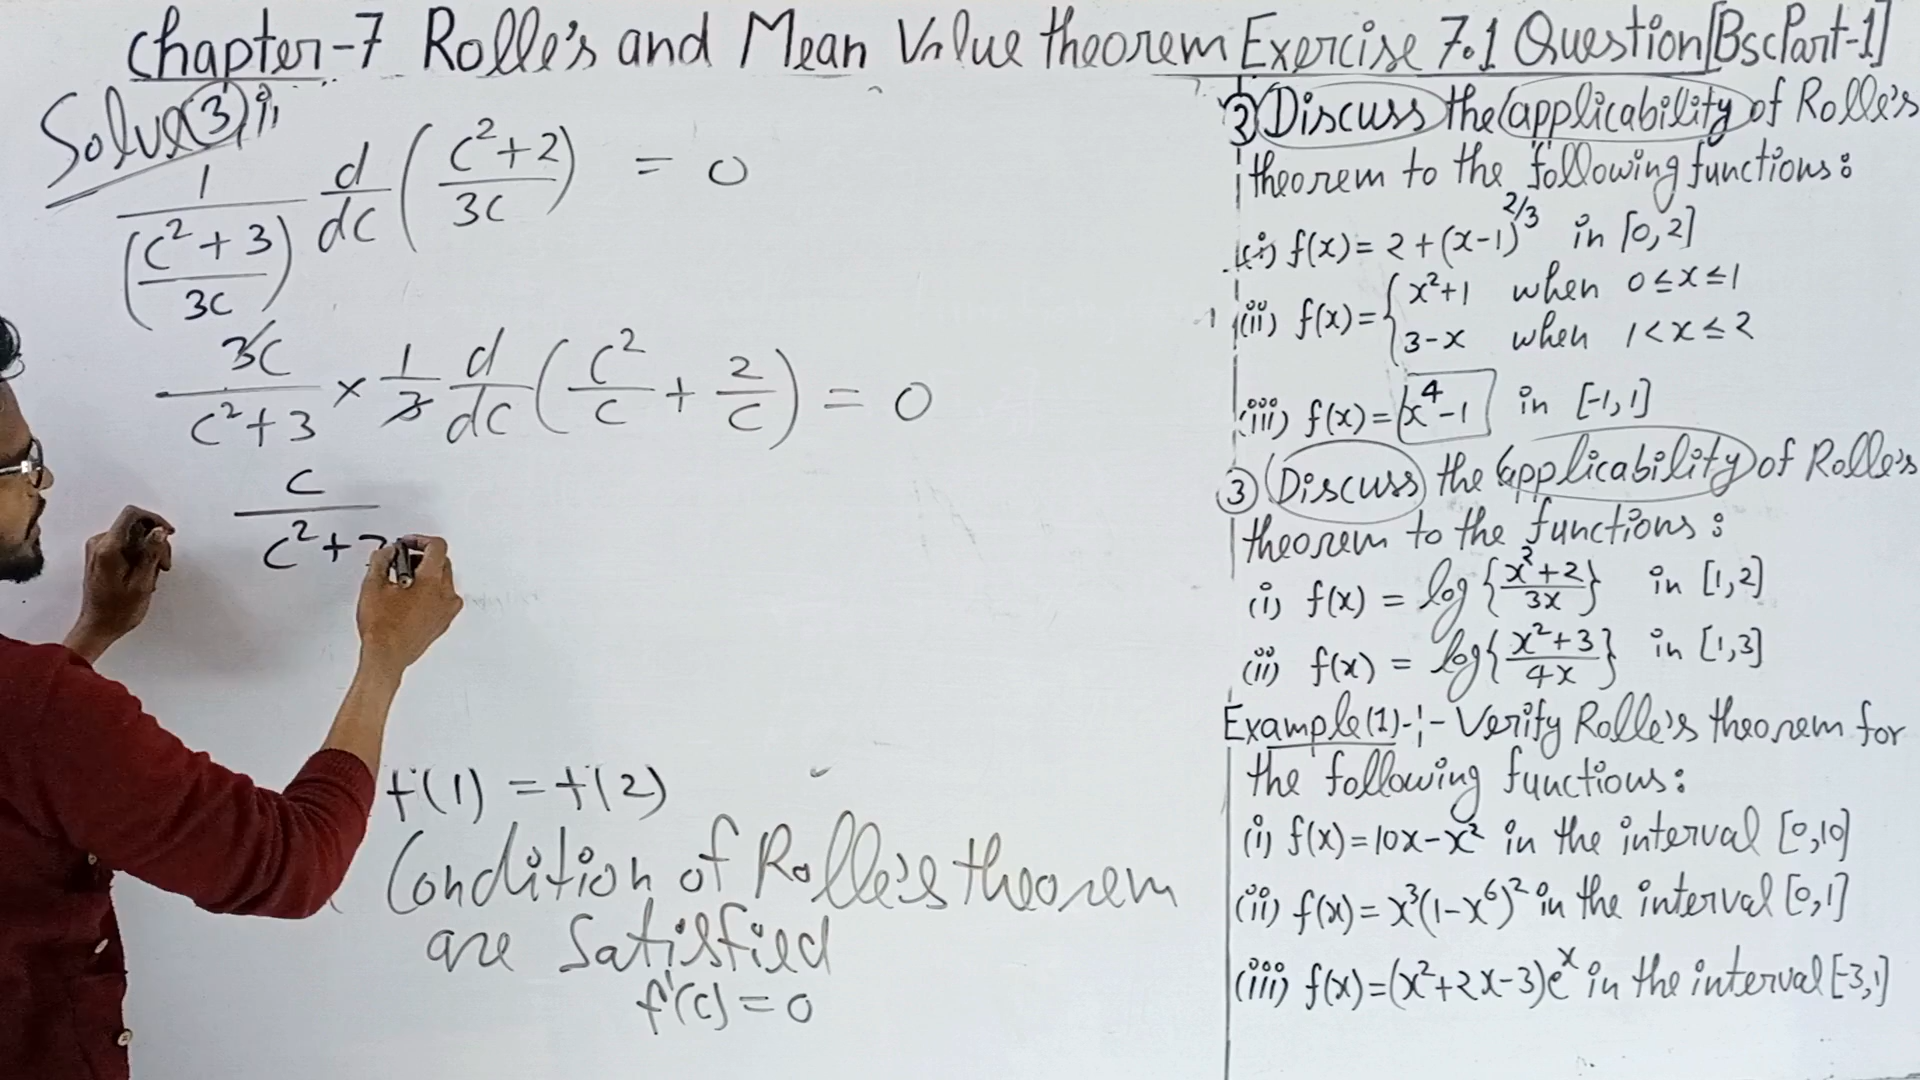 Chapter-7 Rolle's and Mean Value theorem Exercise 7.1 Question [Bsc Part-1]
Solve (3) i,
1/((c²+3)/3c) d/dc ((c²+2)/3c) = 0
3c/(c²+3) × 1/3 d/dc (c²/c + 2/c) = 0
c/(c²+
f(1) = f(2)
Condition of Rolle's theorem
are Satisfied
f'(c) = 0
2 Discuss the applicability of Rolle's
theorem to the following functions:
(i) f(x) = 2+(x-1)^2/3 in [0,2]
(ii) f(x) = { x²+1 when 0≤x≤1
3-x when 1<x≤2
(iii) f(x) = x⁴-1 in [-1,1]
3 Discuss the applicability of Rolle's
theorem to the functions:
(i) f(x) = log {(x²+2)/3x} in [1,2]
(ii) f(x) = log {(x²+3)/4x} in [1,3]
Example(1)-:- Verify Rolle's theorem for
the following functions:
(i) f(x)=10x-x² in the interval [0,10]
(ii) f(x)=x³(1-x⁶)² in the interval [0,1]
(iii) f(x)=(x²+2x-3)eˣ in the interval [-3,1]